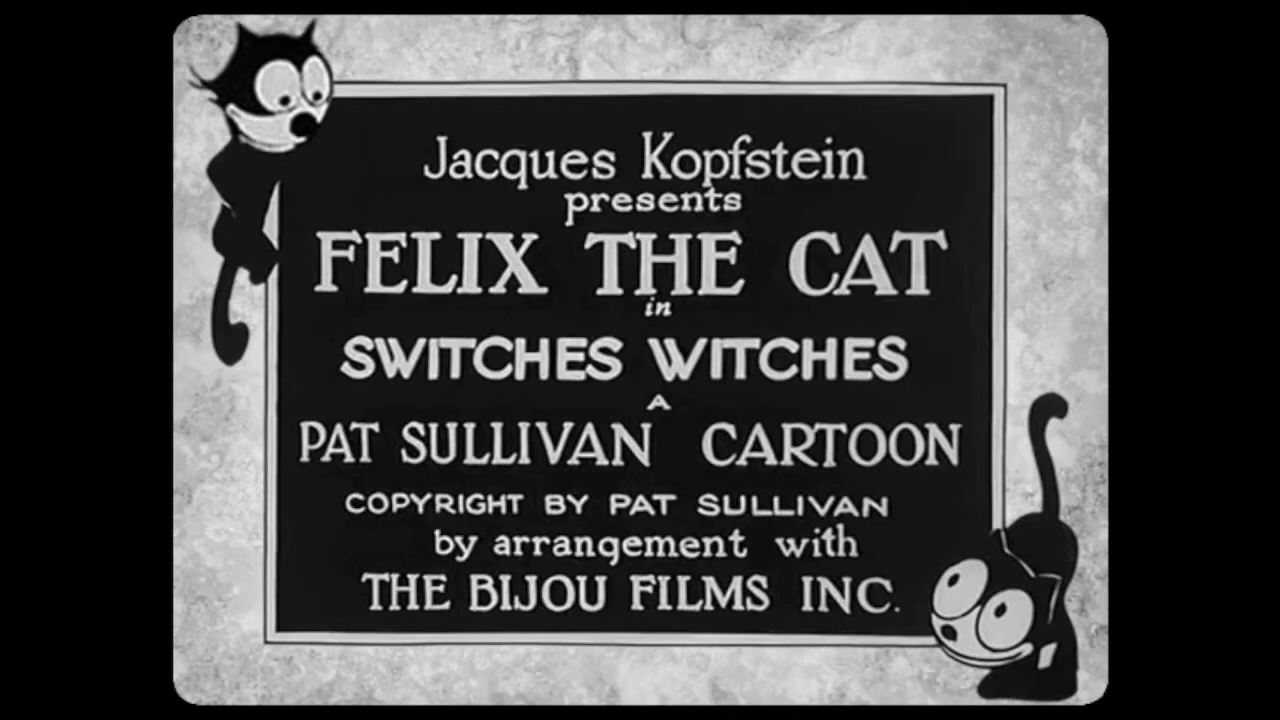 Jacques Kopfstein
presents
FELIX THE CAT
in
SWITCHES WITCHES
A
PAT SULLIVAN CARTOON
COPYRIGHT BY PAT SULLIVAN
by arrangement with
THE BIJOU FILMS INC.